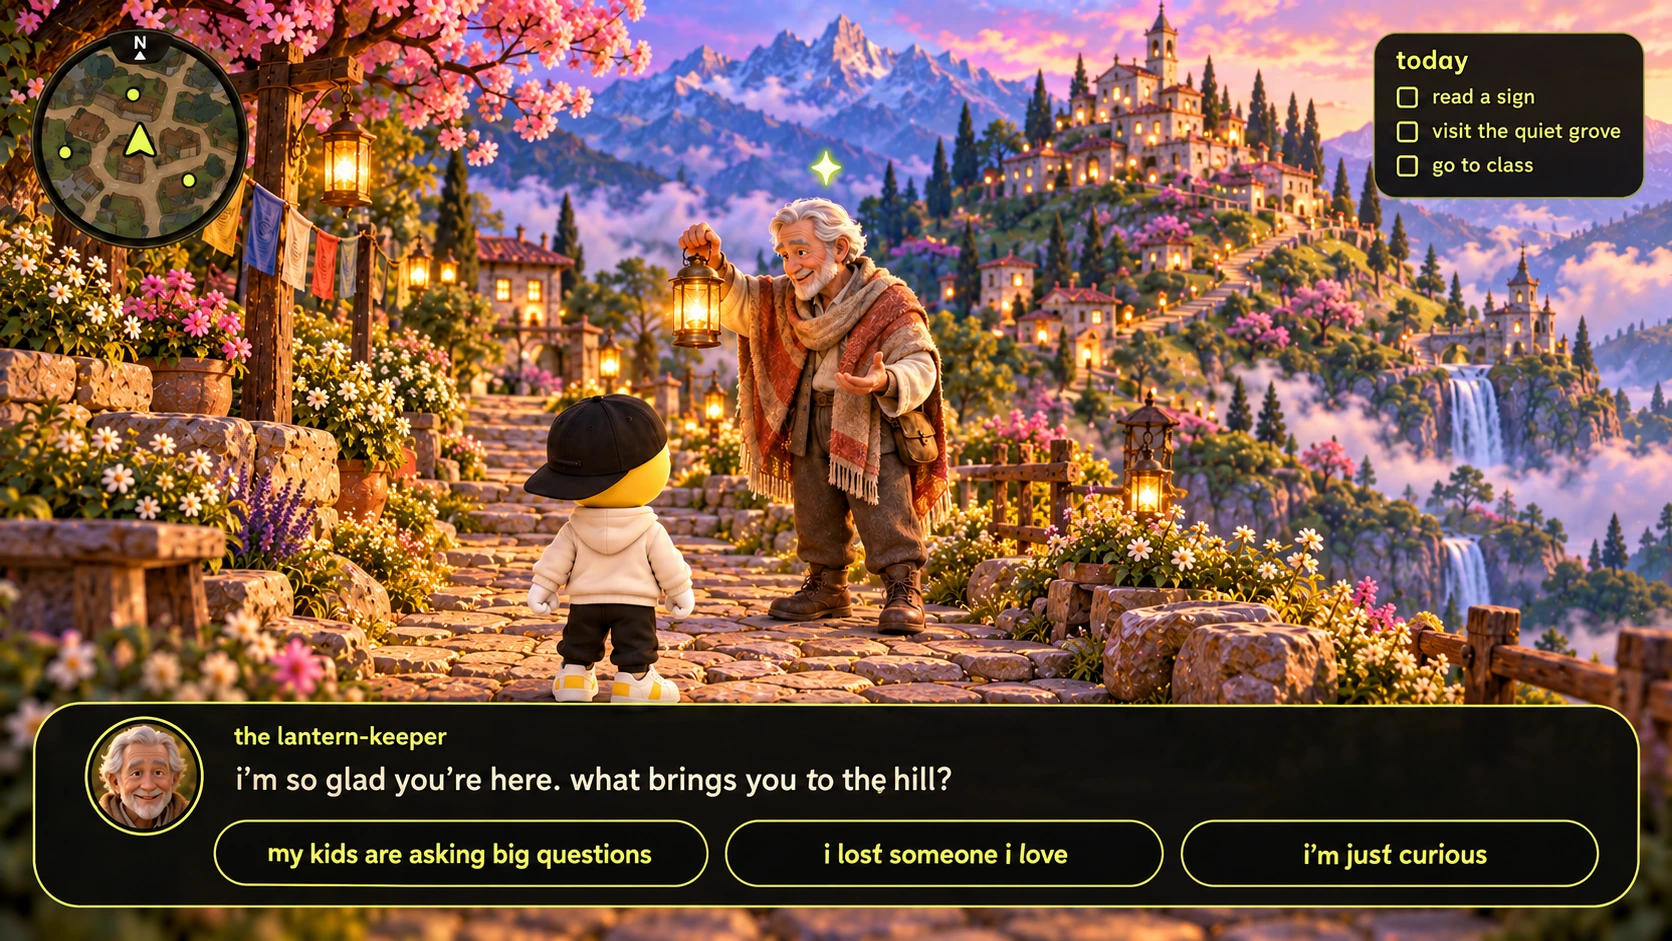 N
today
read a sign
visit the quiet grove
go to class
the lantern-keeper
i'm so glad you're here. what brings you to the hill?
my kids are asking big questions
i lost someone i love
i'm just curious